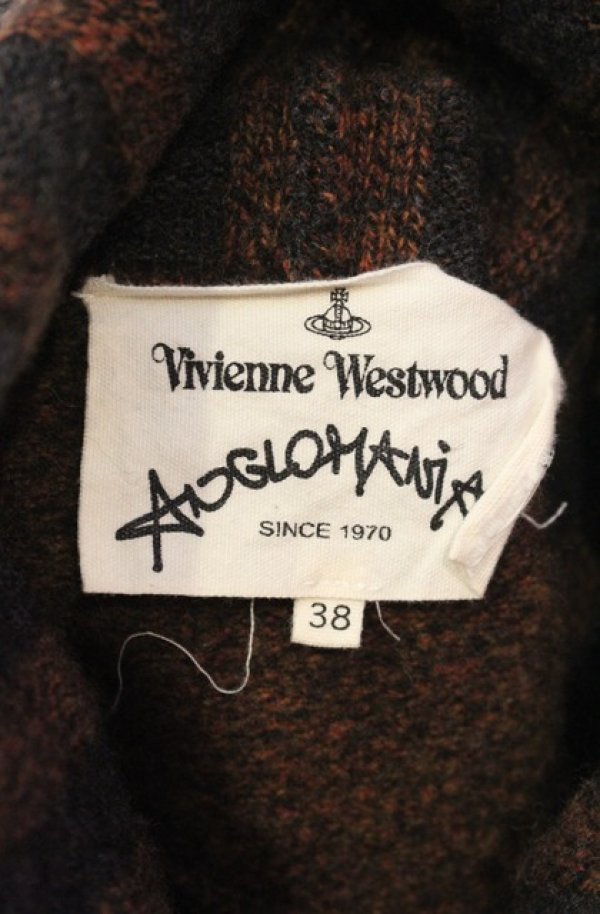 Vivienne Westwood
ANGLOMANiA
SINCE 1970
38